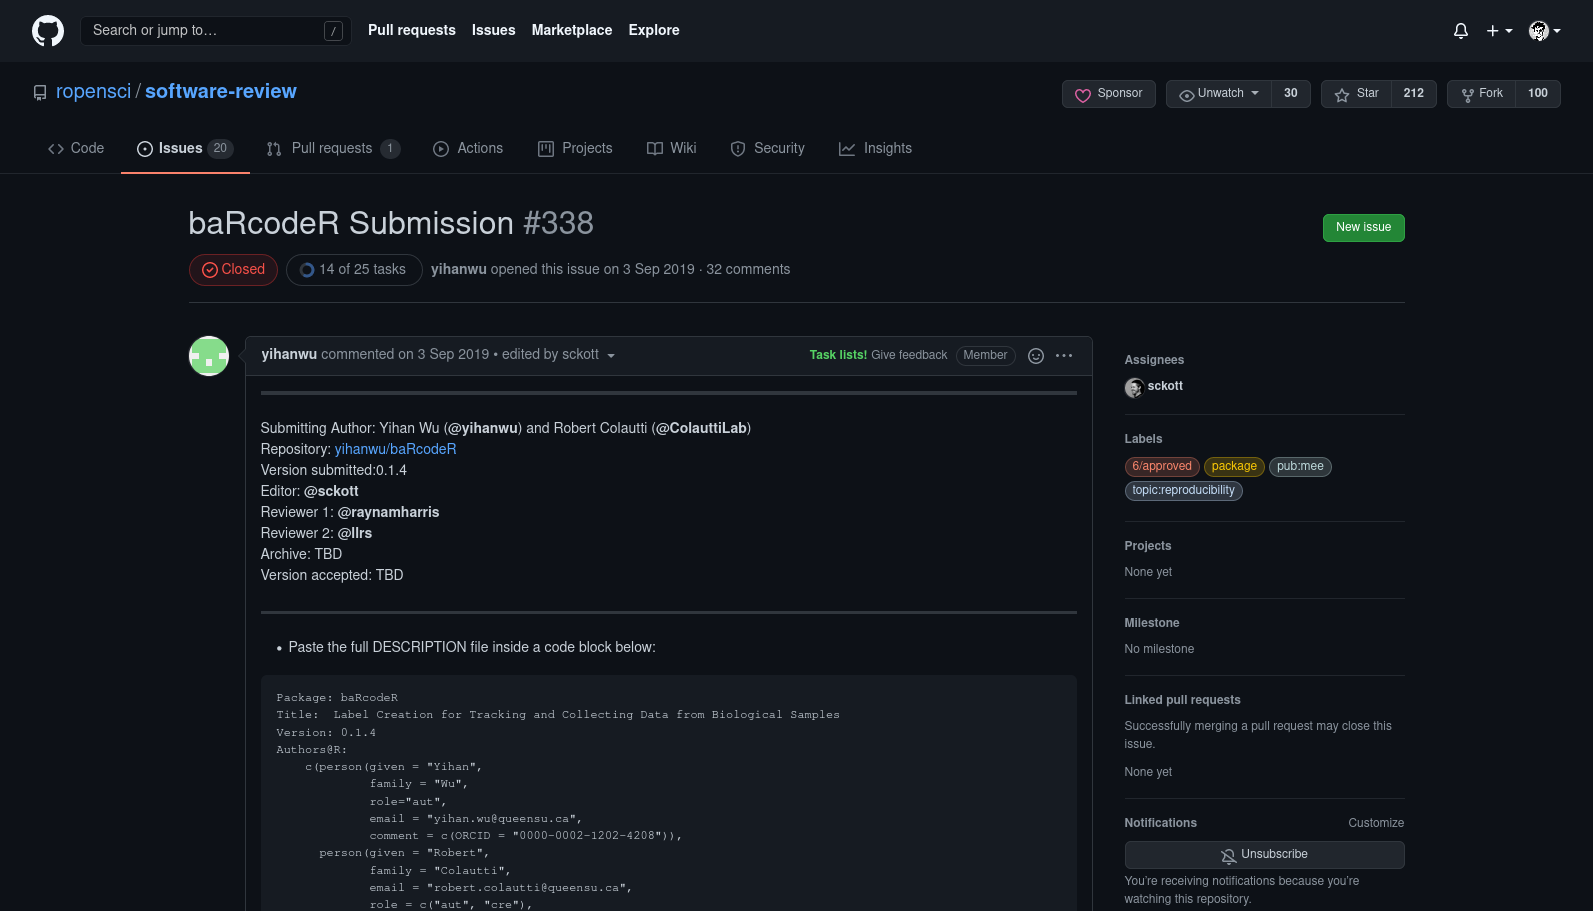 Search or jump to…
/
Pull requests Issues Marketplace Explore
ropensci / software-review
Sponsor
Unwatch 30
Star 212
Fork 100
Code
Issues 20
Pull requests 1
Actions
Projects
Wiki
Security
Insights
baRcodeR Submission #338
New issue
Closed
14 of 25 tasks
yihanwu opened this issue on 3 Sep 2019 · 32 comments
yihanwu commented on 3 Sep 2019 • edited by sckott
Task lists! Give feedback
Member
Submitting Author: Yihan Wu (@yihanwu) and Robert Colautti (@ColauttiLab)
Repository: yihanwu/baRcodeR
Version submitted:0.1.4
Editor: @sckott
Reviewer 1: @raynamharris
Reviewer 2: @llrs
Archive: TBD
Version accepted: TBD
• Paste the full DESCRIPTION file inside a code block below:
Package: baRcodeR
Title:  Label Creation for Tracking and Collecting Data from Biological Samples
Version: 0.1.4
Authors@R:
    c(person(given = "Yihan",
             family = "Wu",
             role="aut",
             email = "yihan.wu@queensu.ca",
             comment = c(ORCID = "0000-0002-1202-4208")),
      person(given = "Robert",
             family = "Colautti",
             email = "robert.colautti@queensu.ca",
             role = c("aut", "cre"),
Assignees
sckott
Labels
6/approved package pub:mee
topic:reproducibility
Projects
None yet
Milestone
No milestone
Linked pull requests
Successfully merging a pull request may close this
issue.
None yet
Notifications
Customize
Unsubscribe
You're receiving notifications because you're
watching this repository.